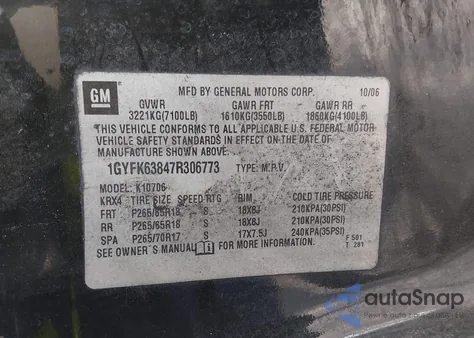 GM
MFD BY GENERAL MOTORS CORP. 10/06
GVWR GAWR FRT GAWR RR
3221KG(7100LB) 1610KG(3550LB) 1860KG(4100LB)
THIS VEHICLE CONFORMS TO ALL APPLICABLE U.S. FEDERAL MOTOR
VEHICLE SAFETY STANDARDS IN EFFECT ON THE DATE OF
MANUFACTURE SHOWN ABOVE.
1GYFK63847R306773 TYPE: M.P.V.
MODEL: K10706
KRX4 TIRE SIZE SPEED RTG RIM COLD TIRE PRESSURE
FRT P265/65R18 S 18X8J 210KPA(30PSI)
RR P265/65R18 S 18X8J 210KPA(30PSI)
SPA P265/70R17 S 17X7.5J 240KPA(35PSI)
SEE OWNER'S MANUAL FOR ADDITIONAL INFORMATION. F 501
T 281
autoSnap